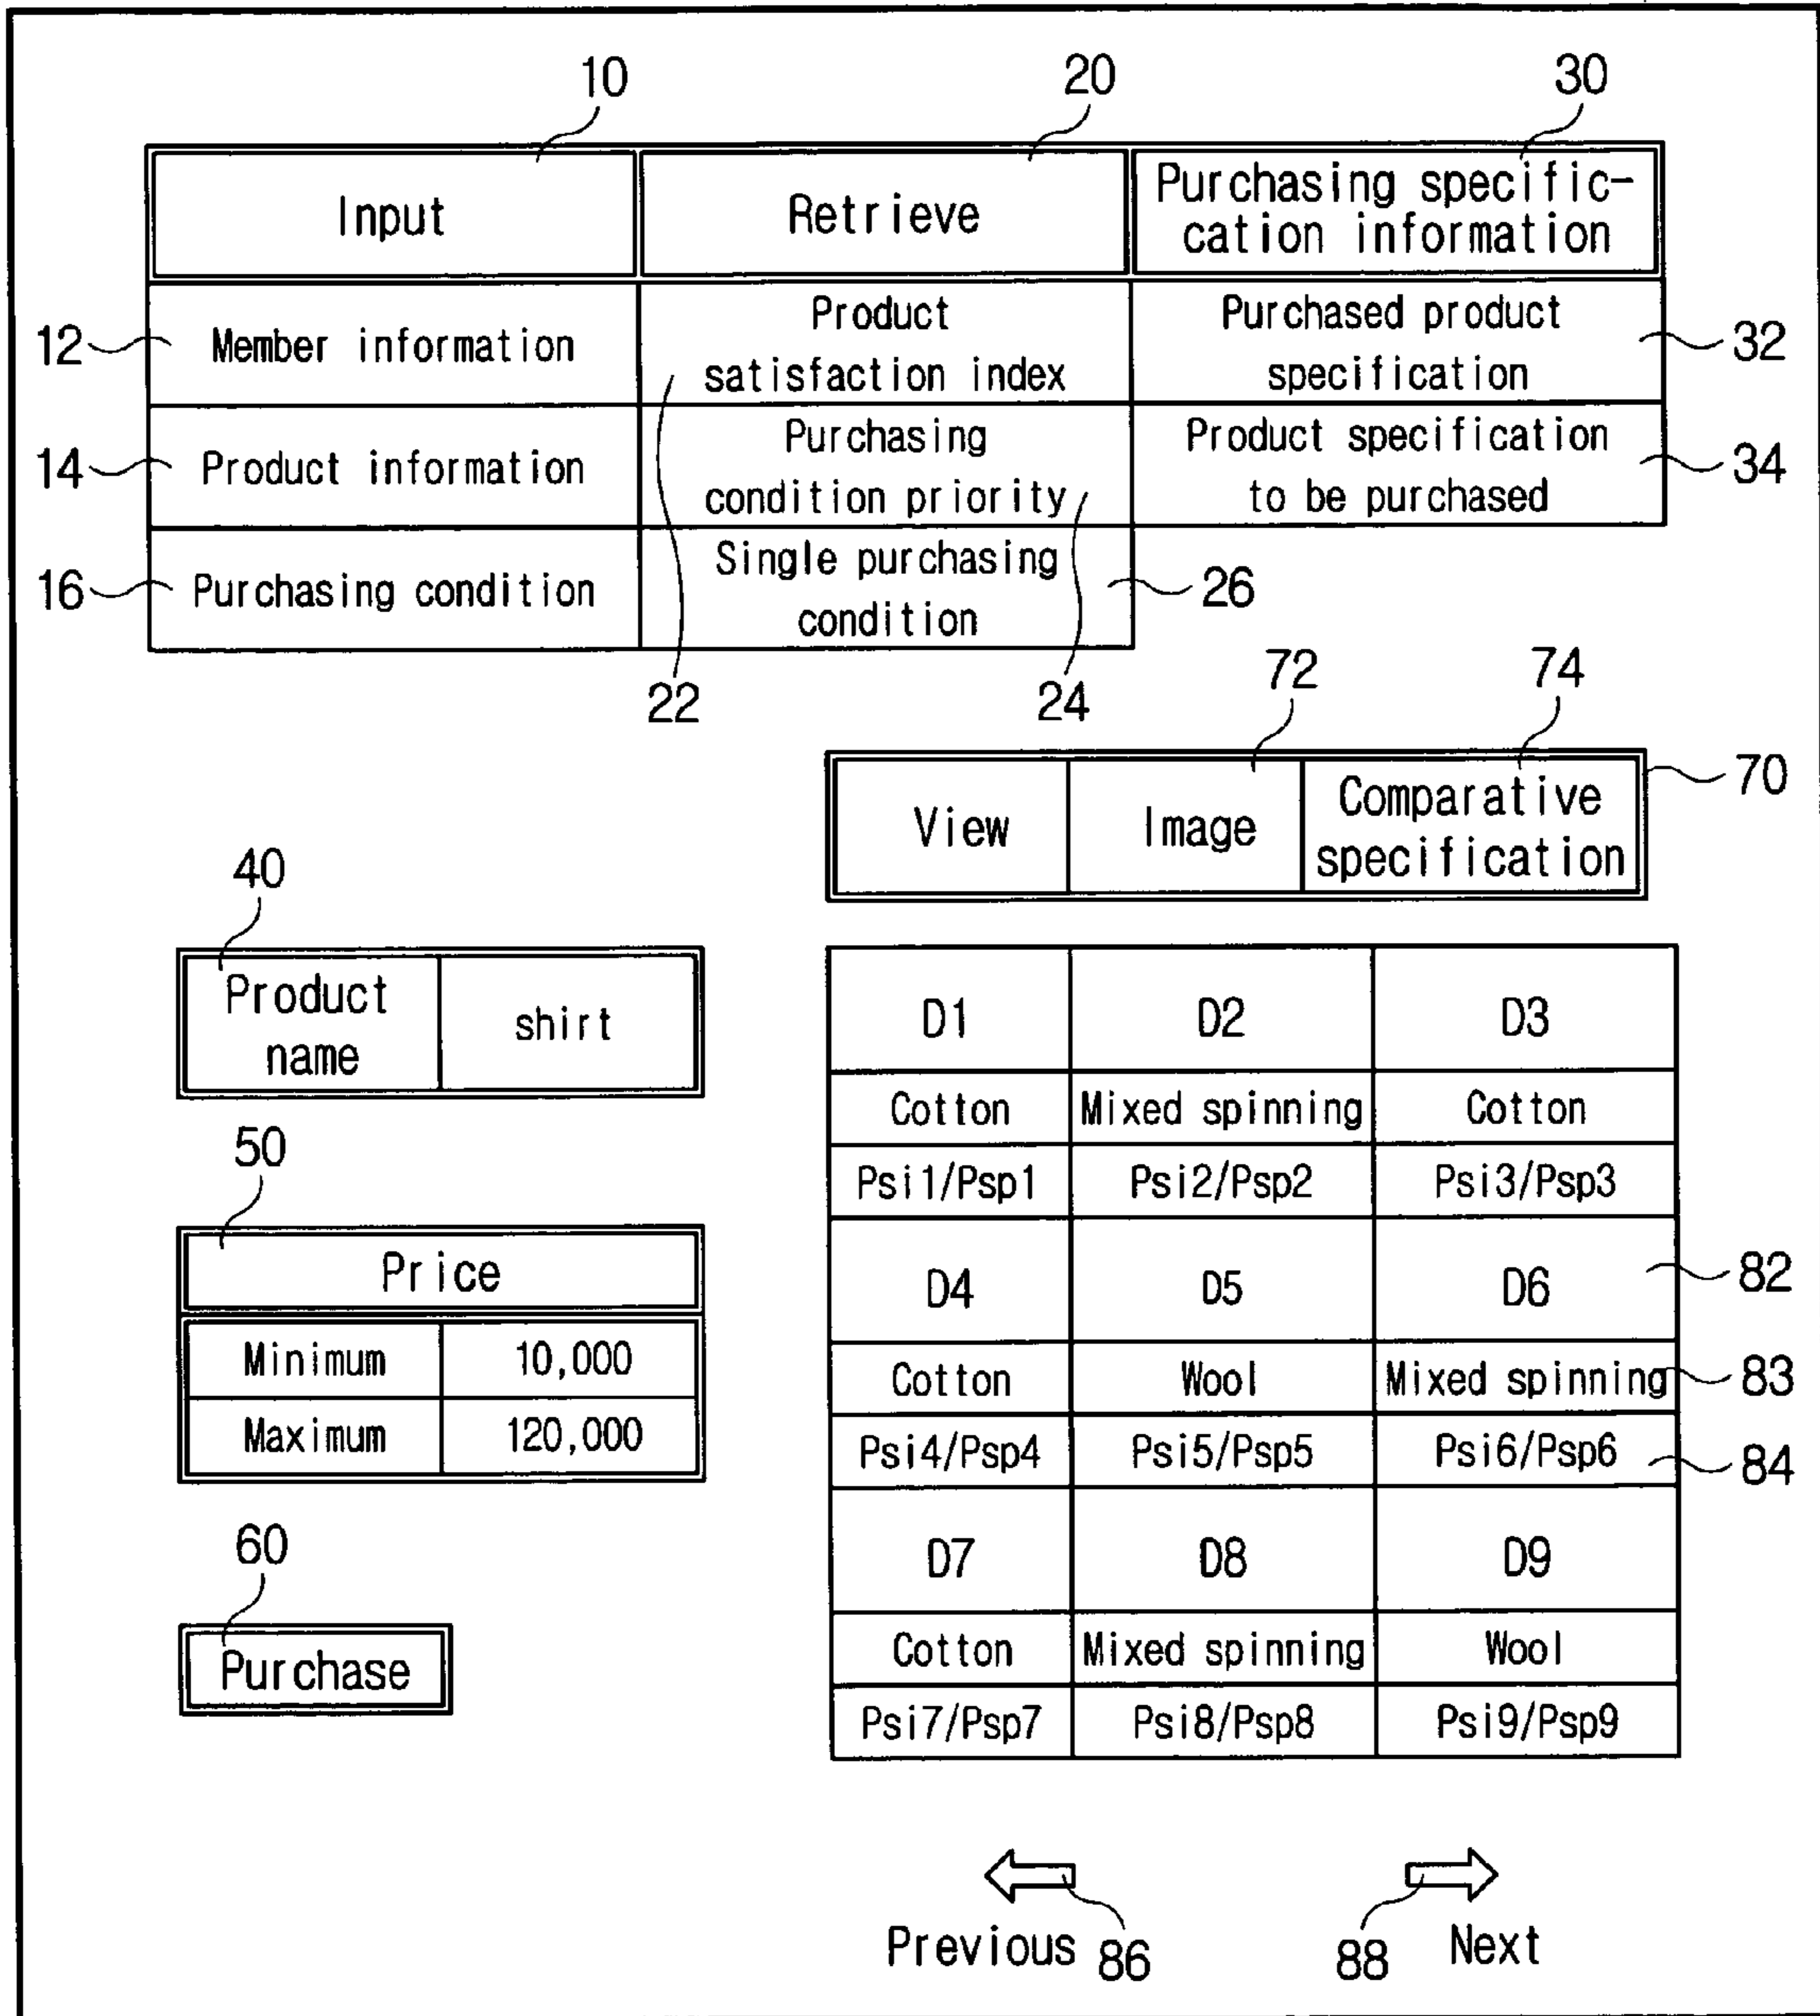 10
20
30
Input
Retrieve
Purchasing specific-
cation information
12
Member information
Product
satisfaction index
Purchased product
specification
32
14
Product information
Purchasing
condition priority
Product specification
to be purchased
34
16
Purchasing condition
Single purchasing
condition
26
22
24
72
74
70
View
Image
Comparative
specification
40
Product
name
shirt
50
Price
Minimum
10,000
Maximum
120,000
60
Purchase
D1
D2
D3
Cotton
Mixed spinning
Cotton
Psi1/Psp1
Psi2/Psp2
Psi3/Psp3
D4
D5
D6
82
Cotton
Wool
Mixed spinning
83
Psi4/Psp4
Psi5/Psp5
Psi6/Psp6
84
D7
D8
D9
Cotton
Mixed spinning
Wool
Psi7/Psp7
Psi8/Psp8
Psi9/Psp9
Previous
86
88
Next